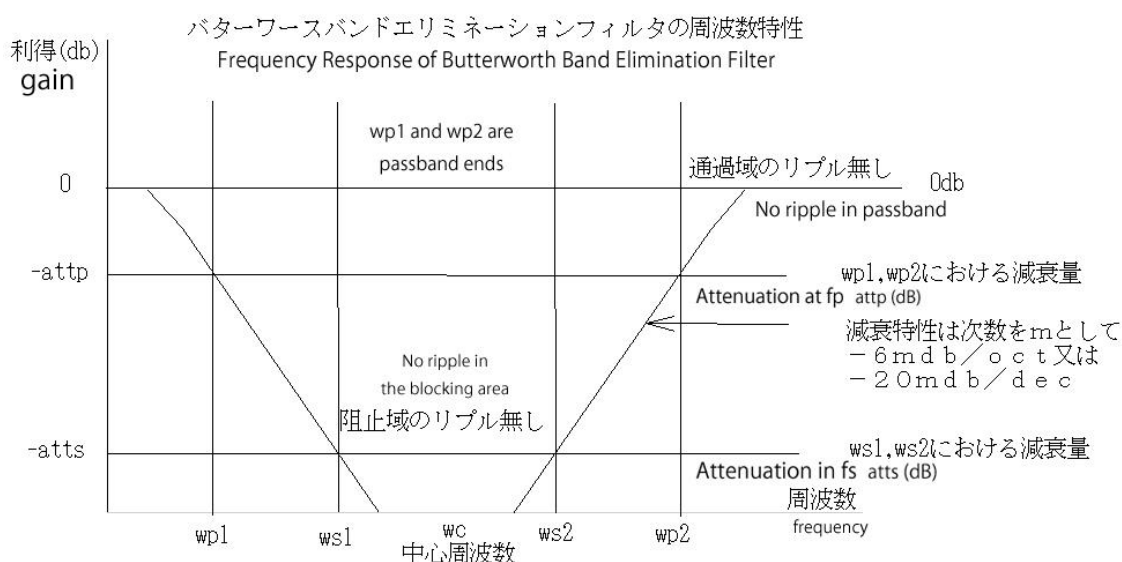 バターワースバンドエリミネーションフィルタの周波数特性
利得(db)
gain
Frequency Response of Butterworth Band Elimination Filter
wp1 and wp2 are
passband ends
通過域のリプル無し
0
0db
No ripple in passband
-attp
wp1,wp2における減衰量
Attenuation at fp attp (dB)
減衰特性は次数をmとして
－６ｍｄｂ／ｏｃｔ又は
－２０ｍｄｂ／ｄｅｃ
No ripple in
the blocking area
阻止域のリプル無し
-atts
ws1,ws2における減衰量
Attenuation in fs atts (dB)
周波数
frequency
wp1
ws1
wc
ws2
wp2
中心周波数